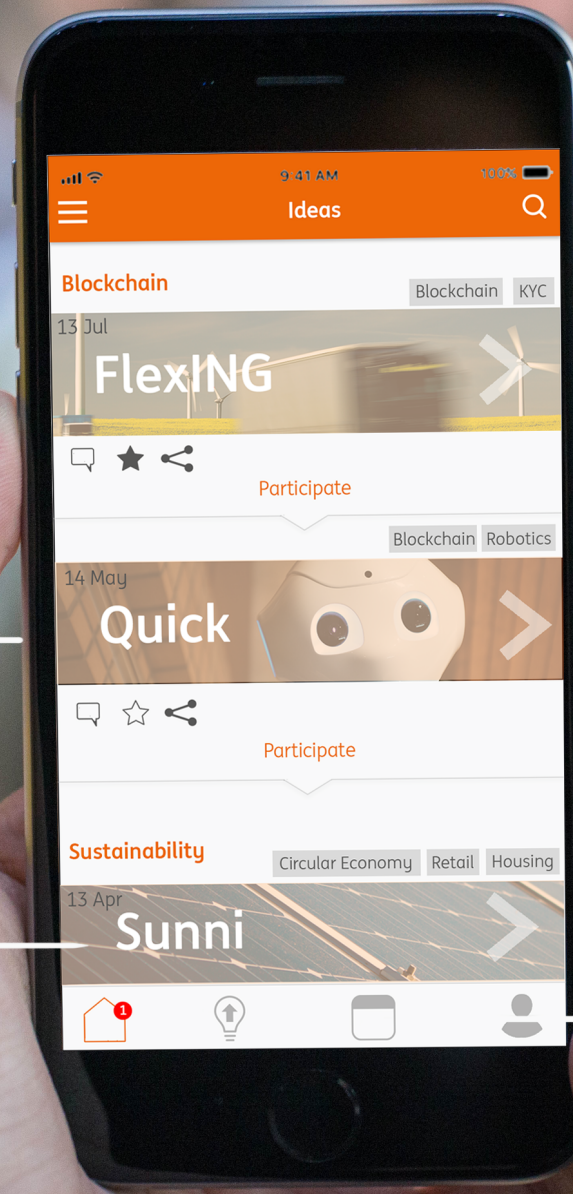 9:41 AM
100%
Ideas
Blockchain
Blockchain KYC
13 Jul
FlexING
Participate
Blockchain Robotics
14 May
Quick
Participate
Sustainability
Circular Economy Retail Housing
13 Apr
Sunni
1